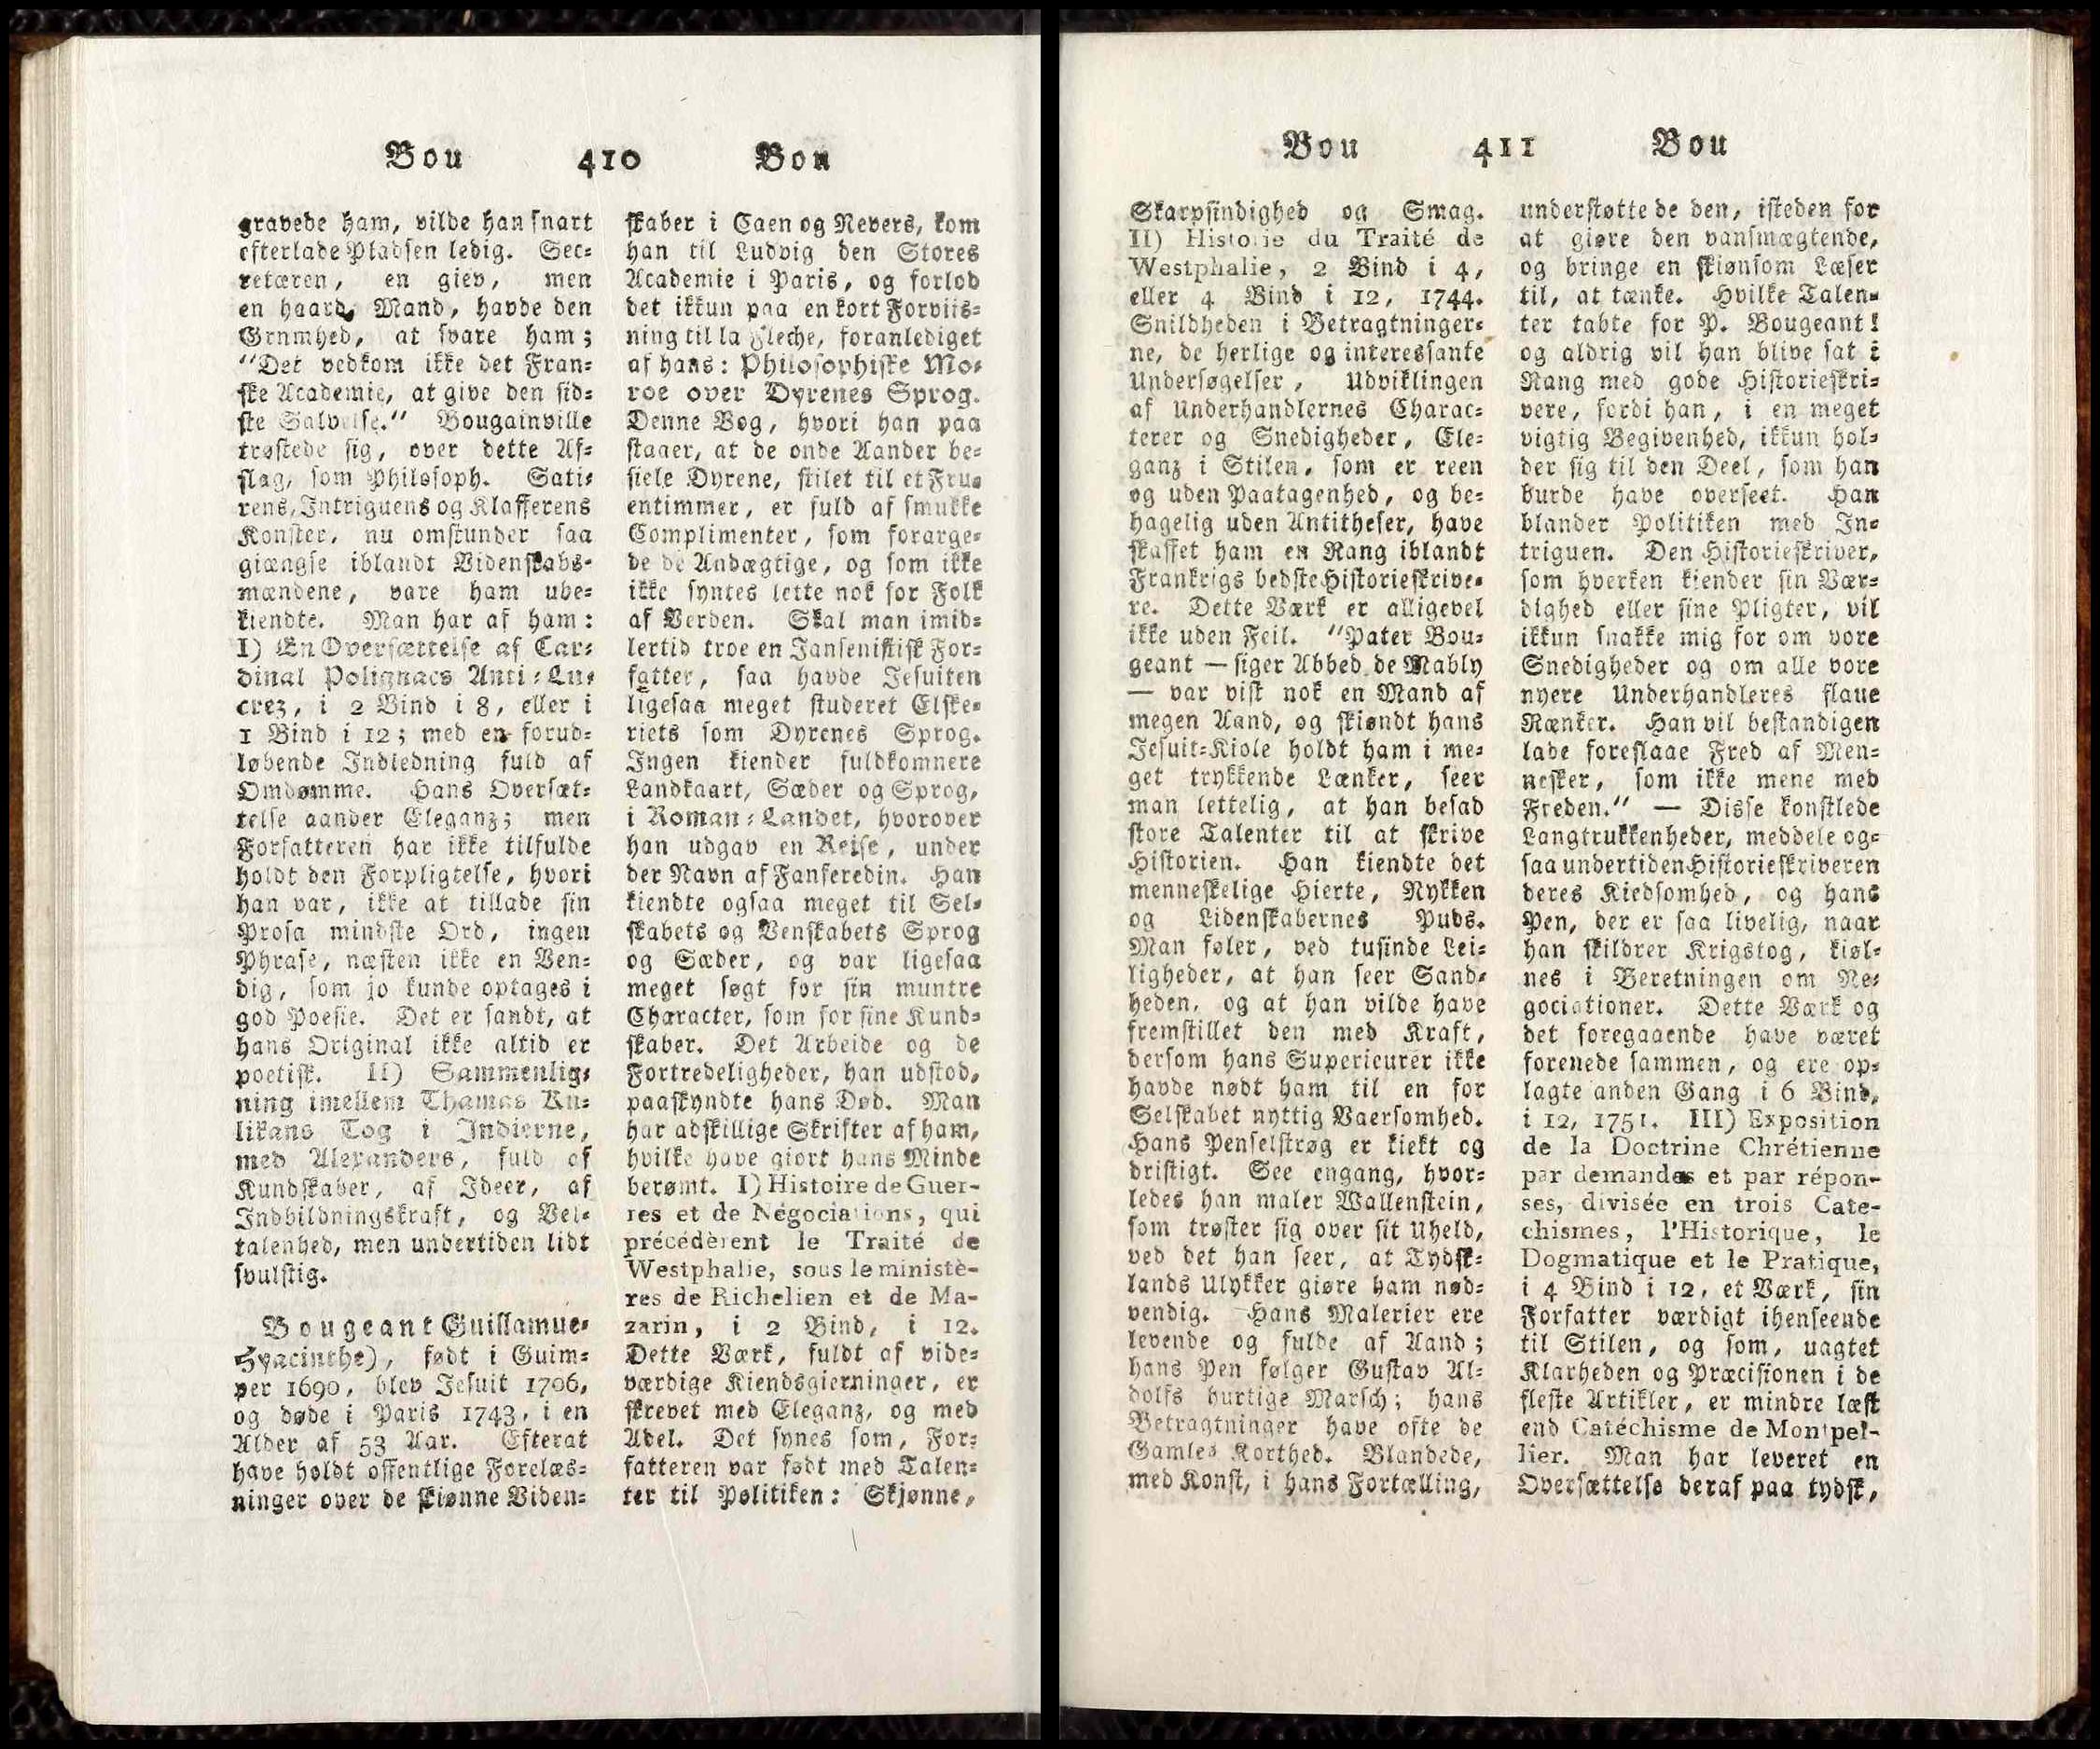 Bou 410 Bou
gravede ham, vilde han snart
efterlade Pladsen ledig. Sec-
retæren, en giev, men
en haard, Mand, havde den
Grnmhed, at svare ham;
"Det vedkom ikke det Fran-
ske Academie, at give den sid-
ste Salvelse." Bougainville
trøstede sig, over dette Af-
slag, som Philosoph. Sati-
rens, Intriguens og Klafferens
Konster, nu omstunder saa
giængse iblandt Videnskabs-
mændene, vare ham ube-
kiendte. Man har af ham:
I) En Oversættelse af Car-
dinal Polignacs Anti-Lu-
crez, i 2 Bind i 8, eller i
1 Bind i 12; med en forud-
løbende Indledning fuld af
Omdømme. Hans Oversæt-
telse aander Eleganz; men
Forfatteren har ikke tilfulde
holdt den Forpligtelse, hvori
han var, ikke at tillade sin
Prosa mindste Ord, ingen
Phrase, næsten ikke en Ven-
dig, som jo kunde optages i
god Poesie. Det er sandt, at
hans Original ikke altid er
poetisk. II) Sammenlig-
ning imellem Thamas Ku-
likans Tog i Indierne,
med Alexanders, fuld af
Kundskaber, af Ideer, af
Indbildningskraft, og Vel-
talenhed, men undertiden lidt
svulstig.
Bougeant Guillamue-
Hyacinthe), født i Guim-
per 1690, blev Jesuit 1706,
og døde i Paris 1743, i en
Alder af 53 Aar. Efterat
have holdt offentlige Forelæs-
ninger over de skiønne Viden-
skaber i Caen og Nevers, kom
han til Ludvig den Stores
Academie i Paris, og forlod
det ikkun paa en kort Forviis-
ning til la Fleche, foranlediget
af hans: Philosophiske Mo-
roe over Dyrenes Sprog.
Denne Bog, hvori han paa
staaer, at de onde Aander be-
siele Dyrene, stilet til et Fru-
entimmer, er fuld af smukke
Complimenter, som forarge-
de de Andægtige, og som ikke
ikke syntes lette nok for Folk
af Verden. Skal man imid-
lertid troe en Jansenistisk For-
fatter, saa havde Jesuiten
ligesaa meget studeret Elske-
riets som Dyrenes Sprog.
Ingen kiender fuldkomnere
Landkaart, Sæder og Sprog,
i Roman-Landet, hvorover
han udgav en Rejse, under
der Navn af Fanferedin. Han
kiendte ogsaa meget til Sel-
skabets og Venskabets Sprog
og Sæder, og var ligesaa
meget søgt for sin muntre
Character, som for sine Kund-
skaber. Det Arbeide og de
Fortredeligheder, han udstod,
paaskyndte hans Død. Man
har adskillige Skrifter af ham,
hvilke have giort hans Minde
berømt. I) Histoire de Guer-
res et de Négociations, qui
précédèrent le Traité de
Westphalie, sous le ministè-
res de Richelien et de Ma-
zarin, i 2 Bind, i 12.
Dette Værk, fuldt af vide-
værdige Kiendsgierninger, er
skrevet med Eleganz, og med
Adel. Det synes som, For-
fatteren var født med Talen-
ter til Politiken: Skjønne,
Bou 411 Bou
Skarpsindighed og Smag.
II) Historie du Traité de
Westphalie, 2 Bind i 4,
eller 4 Bind i 12, 1744.
Snildheden i Betragtninger-
ne, de herlige og interessante
Undersøgelser, Udviklingen
af Underhandlernes Charac-
terer og Snedigheder, Ele-
ganz i Stilen, som er reen
og uden Paatagenhed, og be-
hagelig uden Antitheser, have
skaffet ham en Rang iblandt
Frankrigs bedste Historieskrive-
re. Dette Værk er alligevel
ikke uden Feil. "Pater Bou-
geant — siger Abbed de Mably
— var vist nok en Mand af
megen Aand, og skiøndt hans
Jesuit-Kiole holdt ham i me-
get trykkende Lænker, seer
man lettelig, at han besad
store Talenter til at skrive
Historien. Han kiendte det
menneskelige Hierte, Nykken
og Lidenskabernes Puds.
Man føler, ved tusinde Lei-
ligheder, at han seer Sand-
heden, og at han vilde have
fremstillet den med Kraft,
dersom hans Superieurer ikke
havde nødt ham til en for
Selskabet nyttig Vaersomhed.
Hans Penselstrøg er kiekt og
dristigt. See engang, hvor-
ledes han maler Wallenstein,
som trøster sig over sit Uheld,
ved det han seer, at Tydsk-
lands Ulykker giøre ham nød-
vendig. Hans Malerier ere
levende og fulde af Aand;
hans Pen følger Gustav Al-
dolfs hurtige Marsch; hans
Betragtninger have ofte de
Gamles Korthed. Blandede,
med Konst, i hans Fortælling,
understøttede den, isteden for
at giøre den vansmægtende,
og bringe en skiønsom Læser
til, at tænke. Hvilke Talen-
ter tabte for P. Bougeant!
og aldrig vil han blive sat i
Rang med gode Historieskri-
vere, fordi han, i en meget
vigtig Begivenhed, ikkun hol-
der sig til den Deel, som han
burde have overseet. Han
blander Politiken med In-
triguen. Den Historieskriver,
som hverken kiender sin Vær-
dighed eller sine Pligter, vil
ikkun snakke mig for om vore
Snedigheder og om alle vore
nyere Underhandleres flaue
Rænker. Han vil bestandigen
lade foreslaae Fred af Men-
nesker, som ikke mene med
Freden." — Disse konstlede
Langtrukkenheder, meddele og-
saa undertiden Historieskriveren
deres Kiedsomhed, og hans
Pen, der er saa livelig, naar
han skildrer Krigstog, kiøl-
nes i Beretningen om Ne-
gociationer. Dette Værk og
det foregaaende have været
forenede sammen, og ere op-
lagte anden Gang i 6 Bind,
i 12, 1751. III) Exposition
de la Doctrine Chrétienne
par demandes et par répon-
ses, divisée en trois Cate-
chismes, l'Historique, le
Dogmatique et le Pratique,
i 4 Bind i 12, et Værk, sin
Forfatter værdigt ihenseende
til Stilen, og som, uagtet
Klarheden og Præcisionen i de
fleste Artikler, er mindre læst
end Catéchisme de Montpel-
lier. Man har leveret en
Oversættelse deraf paa tydsk,